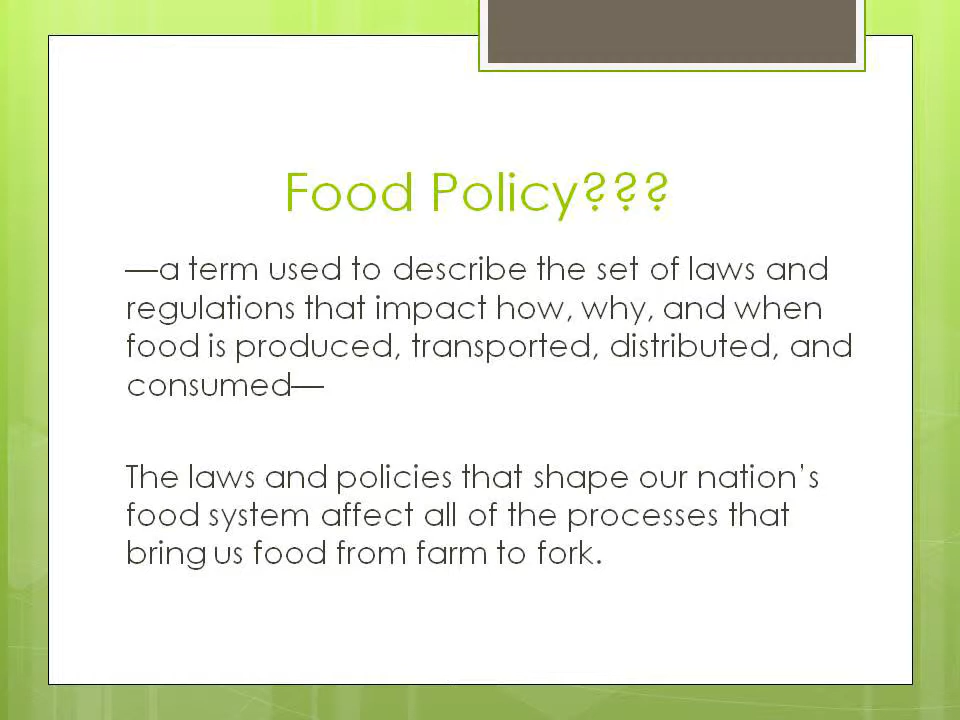 Food Policy???
—a term used to describe the set of laws and
regulations that impact how, why, and when
food is produced, transported, distributed, and
consumed—
The laws and policies that shape our nation’s
food system affect all of the processes that
bring us food from farm to fork.